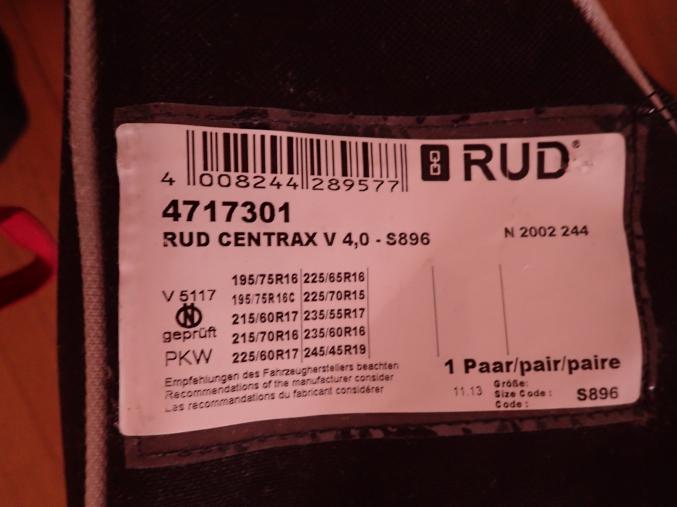 4 008244 289577
RUD®
4717301
RUD CENTRAX V 4,0 - S896
N 2002 244
V 5117
geprüft
PKW
195/75R16 225/65R16
195/75R16C 225/70R15
215/60R17 235/55R17
215/70R16 235/60R16
225/60R17 245/45R19
Empfehlungen des Fahrzeugherstellers beachten
Recommendations of the manufacturer consider
Les recommandations du fabricant considérer
1 Paar/pair/paire
11.13
Größe:
Size Code: S896
Code: